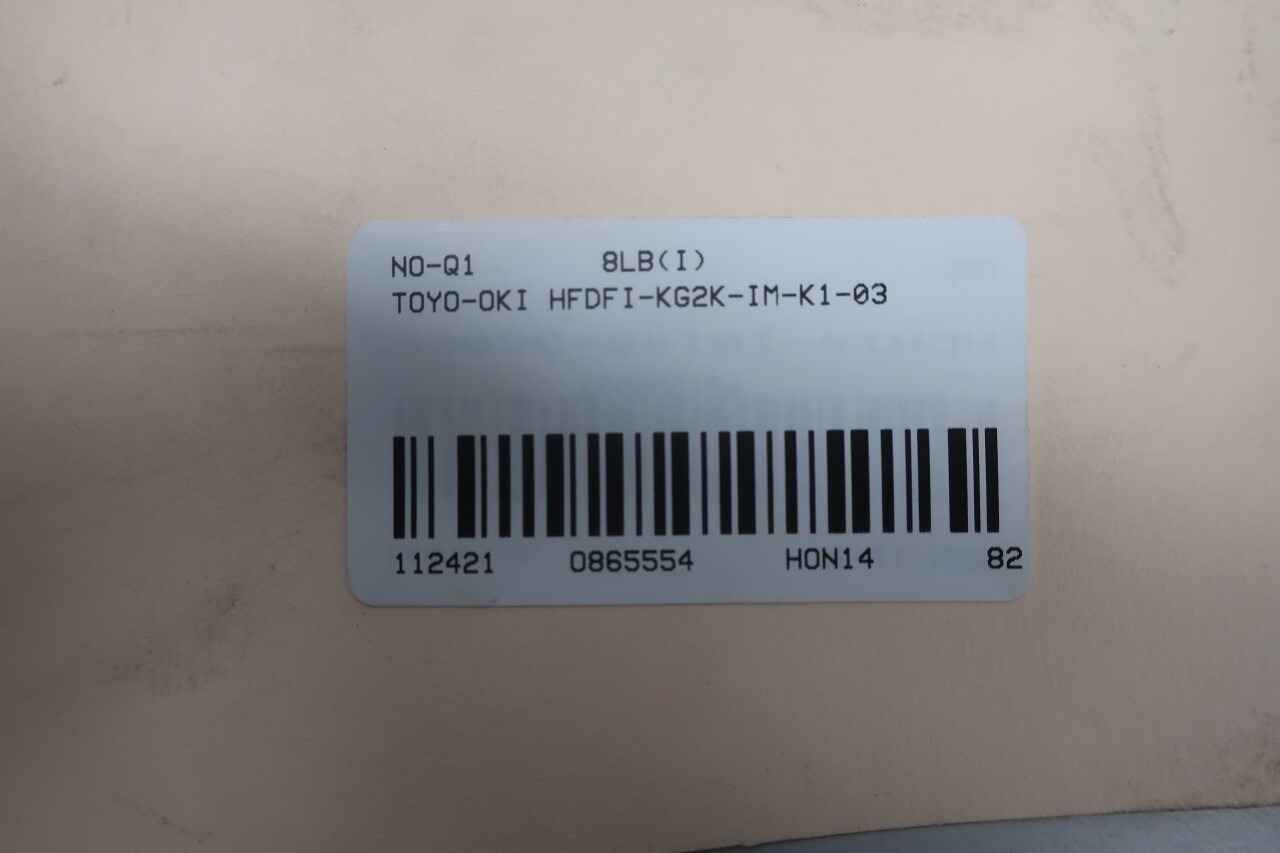 NO-Q1 8LB(I)
TOYO-OKI HFDFI-KG2K-IM-K1-03
112421 0865554 HON14 82